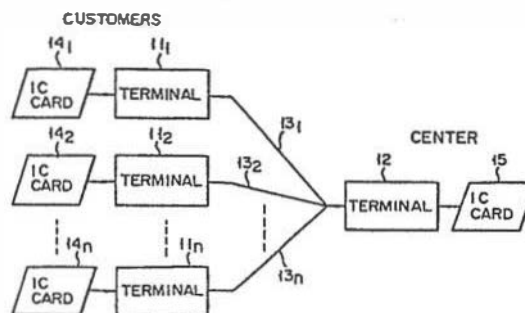 CUSTOMERS
14₁
11₁
IC
CARD
TERMINAL
13₁
14₂
11₂
13₂
CENTER
IC
CARD
TERMINAL
12
15
TERMINAL
IC
CARD
14n
11n
13n
IC
CARD
TERMINAL